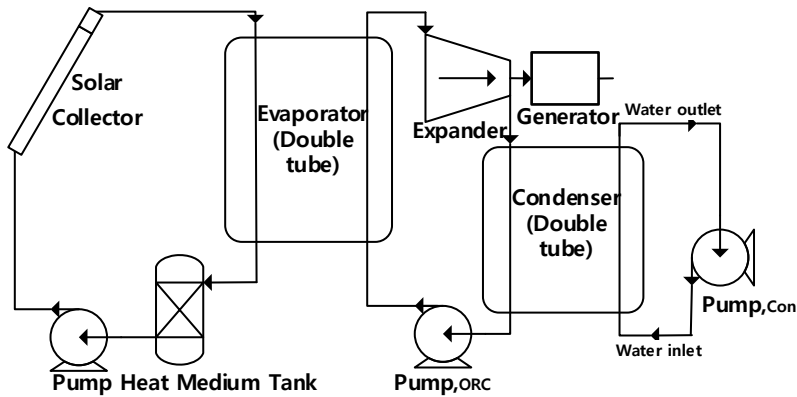 Solar
Collector
Evaporator
(Double
tube)
Expander
Generator
Water outlet
Condenser
(Double
tube)
Pump,Con
Water inlet
Pump Heat Medium Tank
Pump,ORC